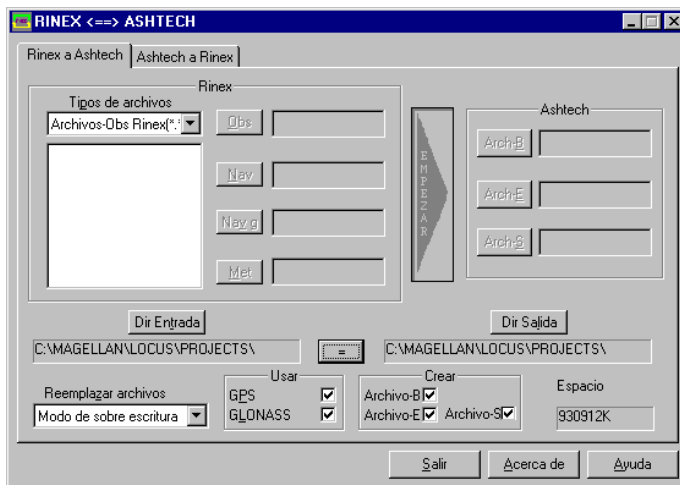 RINEX <==> ASHTECH
Rinex a Ashtech
Ashtech a Rinex
Rinex
Tipos de archivos
Archivos-Obs Rinex(*.
Obs
Nav
Nav g
Met
EMPEZAR
Ashtech
Arch-B
Arch-E
Arch-S
Dir Entrada
Dir Salida
C:\MAGELLAN\LOCUS\PROJECTS\
=
C:\MAGELLAN\LOCUS\PROJECTS\
Reemplazar archivos
Modo de sobre escritura
Usar
GPS
GLONASS
Crear
Archivo-B
Archivo-E
Archivo-S
Espacio
930912K
Salir
Acerca de
Ayuda